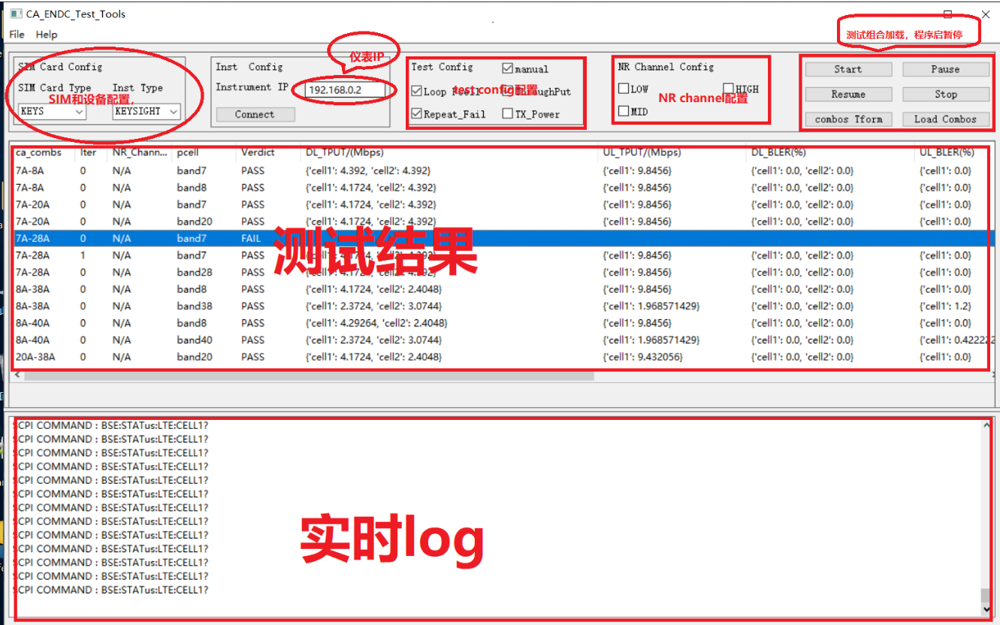 CA_ENDC_Test_Tools
File Help
测试组合加载，程序启暂停
SIM Card Config
SIM Card Type Inst Type
SIM和设备配置，
KEYS KEYSIGHT
Inst Config
仪表IP
Instrument IP 192.168.0.2
Connect
Test Config manual
Loop Pcell ThroughPut
test config配置
Repeat_Fail TX_Power
NR Channel Config
LOW HIGH
NR channel配置
MID
Start Pause
Resume Stop
combos Tform Load Combos
ca_combs Iter NR_Chann... pcell Verdict DL_TPUT/(Mbps) UL_TPUT/(Mbps) DL_BLER(%) UL_BLER(%)
7A-8A 0 N/A band7 PASS {'cell1': 4.392, 'cell2': 4.392} {'cell1': 9.8456} {'cell1': 0.0, 'cell2': 0.0} {'cell1': 0.0}
7A-8A 0 N/A band8 PASS {'cell1': 4.1724, 'cell2': 4.392} {'cell1': 9.8456} {'cell1': 0.0, 'cell2': 0.0} {'cell1': 0.0}
7A-20A 0 N/A band7 PASS {'cell1': 4.1724, 'cell2': 4.392} {'cell1': 9.8456} {'cell1': 0.0, 'cell2': 0.0} {'cell1': 0.0}
7A-20A 0 N/A band20 PASS {'cell1': 4.1724, 'cell2': 4.392} {'cell1': 9.8456} {'cell1': 0.0, 'cell2': 0.0} {'cell1': 0.0}
7A-28A 0 N/A band7 FAIL
测试结果
7A-28A 1 N/A band7 PASS {'cell1': 4.1724, 'cell2': 4.392} {'cell1': 9.8456} {'cell1': 0.0, 'cell2': 0.0} {'cell1': 0.0}
7A-28A 0 N/A band28 PASS {'cell1': 4.1724, 'cell2': 4.392} {'cell1': 9.8456} {'cell1': 0.0, 'cell2': 0.0} {'cell1': 0.0}
8A-38A 0 N/A band8 PASS {'cell1': 4.1724, 'cell2': 2.4048} {'cell1': 9.8456} {'cell1': 0.0, 'cell2': 0.0} {'cell1': 0.0}
8A-38A 0 N/A band38 PASS {'cell1': 2.3724, 'cell2': 3.0744} {'cell1': 1.968571429} {'cell1': 0.0, 'cell2': 0.0} {'cell1': 1.2}
8A-40A 0 N/A band8 PASS {'cell1': 4.29264, 'cell2': 2.4048} {'cell1': 9.8456} {'cell1': 0.0, 'cell2': 0.0} {'cell1': 0.0}
8A-40A 0 N/A band40 PASS {'cell1': 2.3724, 'cell2': 3.0744} {'cell1': 1.968571429} {'cell1': 0.0, 'cell2': 0.0} {'cell1': 0.422222
20A-38A 0 N/A band20 PASS {'cell1': 4.1724, 'cell2': 2.4048} {'cell1': 9.432056} {'cell1': 0.0, 'cell2': 0.0} {'cell1': 0.0}
SCPI COMMAND : BSE:STATus:LTE:CELL1?
SCPI COMMAND : BSE:STATus:LTE:CELL1?
SCPI COMMAND : BSE:STATus:LTE:CELL1?
SCPI COMMAND : BSE:STATus:LTE:CELL1?
SCPI COMMAND : BSE:STATus:LTE:CELL1?
SCPI COMMAND : BSE:STATus:LTE:CELL1?
SCPI COMMAND : BSE:STATus:LTE:CELL1?
SCPI COMMAND : BSE:STATus:LTE:CELL1?
SCPI COMMAND : BSE:STATus:LTE:CELL1?
实时log
SCPI COMMAND : BSE:STATus:LTE:CELL1?
SCPI COMMAND : BSE:STATus:LTE:CELL1?
SCPI COMMAND : BSE:STATus:LTE:CELL1?
SCPI COMMAND : BSE:STATus:LTE:CELL1?